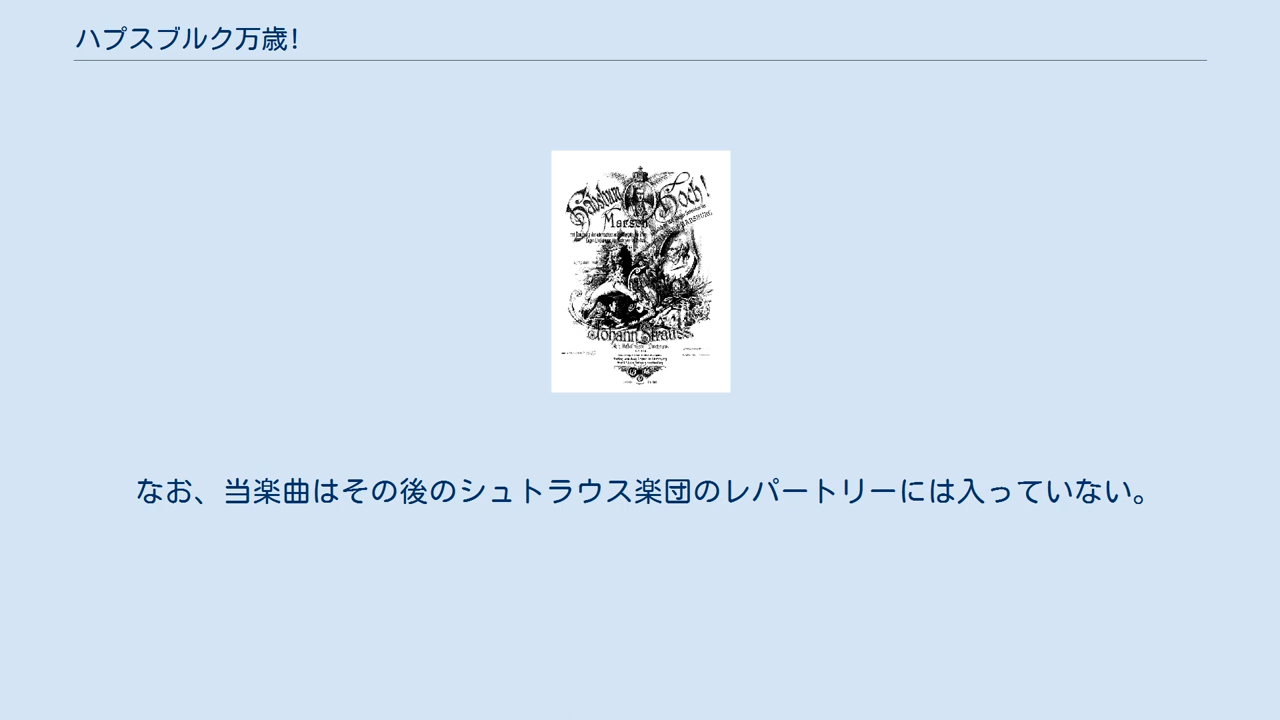 ハプスブルク万歳!
Habsburg Hoch!
Marsch
HABSBURG
Johann Strauss.
なお、当楽曲はその後のシュトラウス楽団のレパートリーには入っていない。